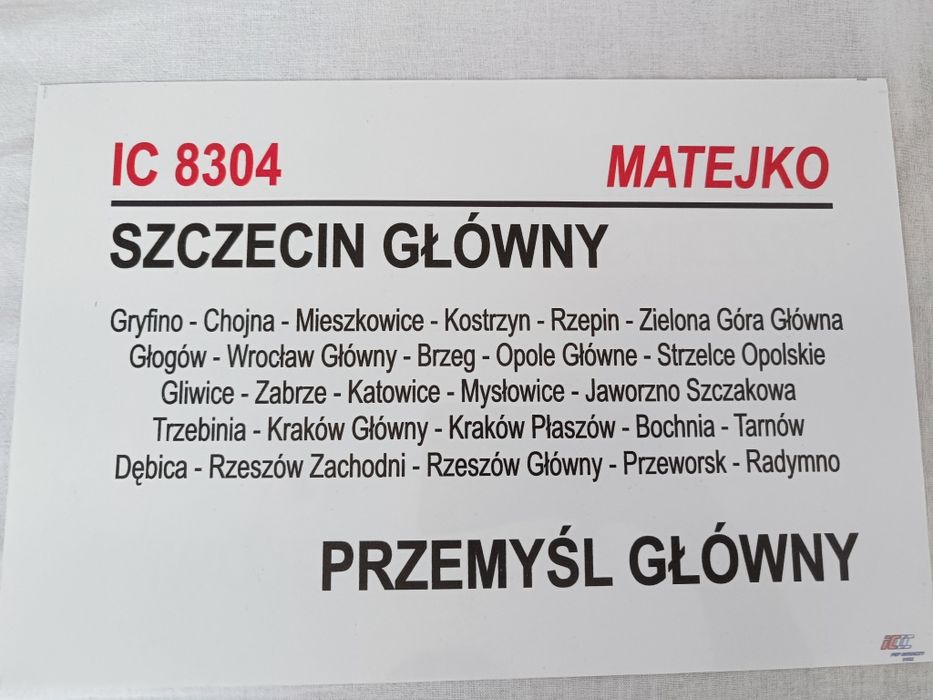 IC 8304 MATEJKO
SZCZECIN GŁÓWNY
Gryfino - Chojna - Mieszkowice - Kostrzyn - Rzepin - Zielona Góra Główna
Głogów - Wrocław Główny - Brzeg - Opole Główne - Strzelce Opolskie
Gliwice - Zabrze - Katowice - Mysłowice - Jaworzno Szczakowa
Trzebinia - Kraków Główny - Kraków Płaszów - Bochnia - Tarnów
Dębica - Rzeszów Zachodni - Rzeszów Główny - Przeworsk - Radymno
PRZEMYŚL GŁÓWNY